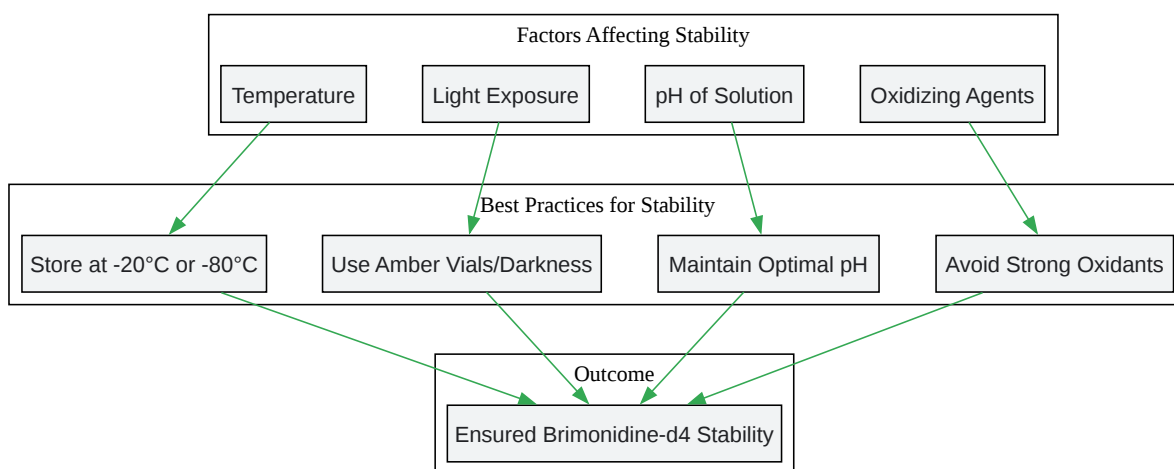 Factors Affecting Stability
Temperature
Light Exposure
pH of Solution
Oxidizing Agents
Best Practices for Stability
Store at -20°C or -80°C
Use Amber Vials/Darkness
Maintain Optimal pH
Avoid Strong Oxidants
Outcome
Ensured Brimonidine-d4 Stability